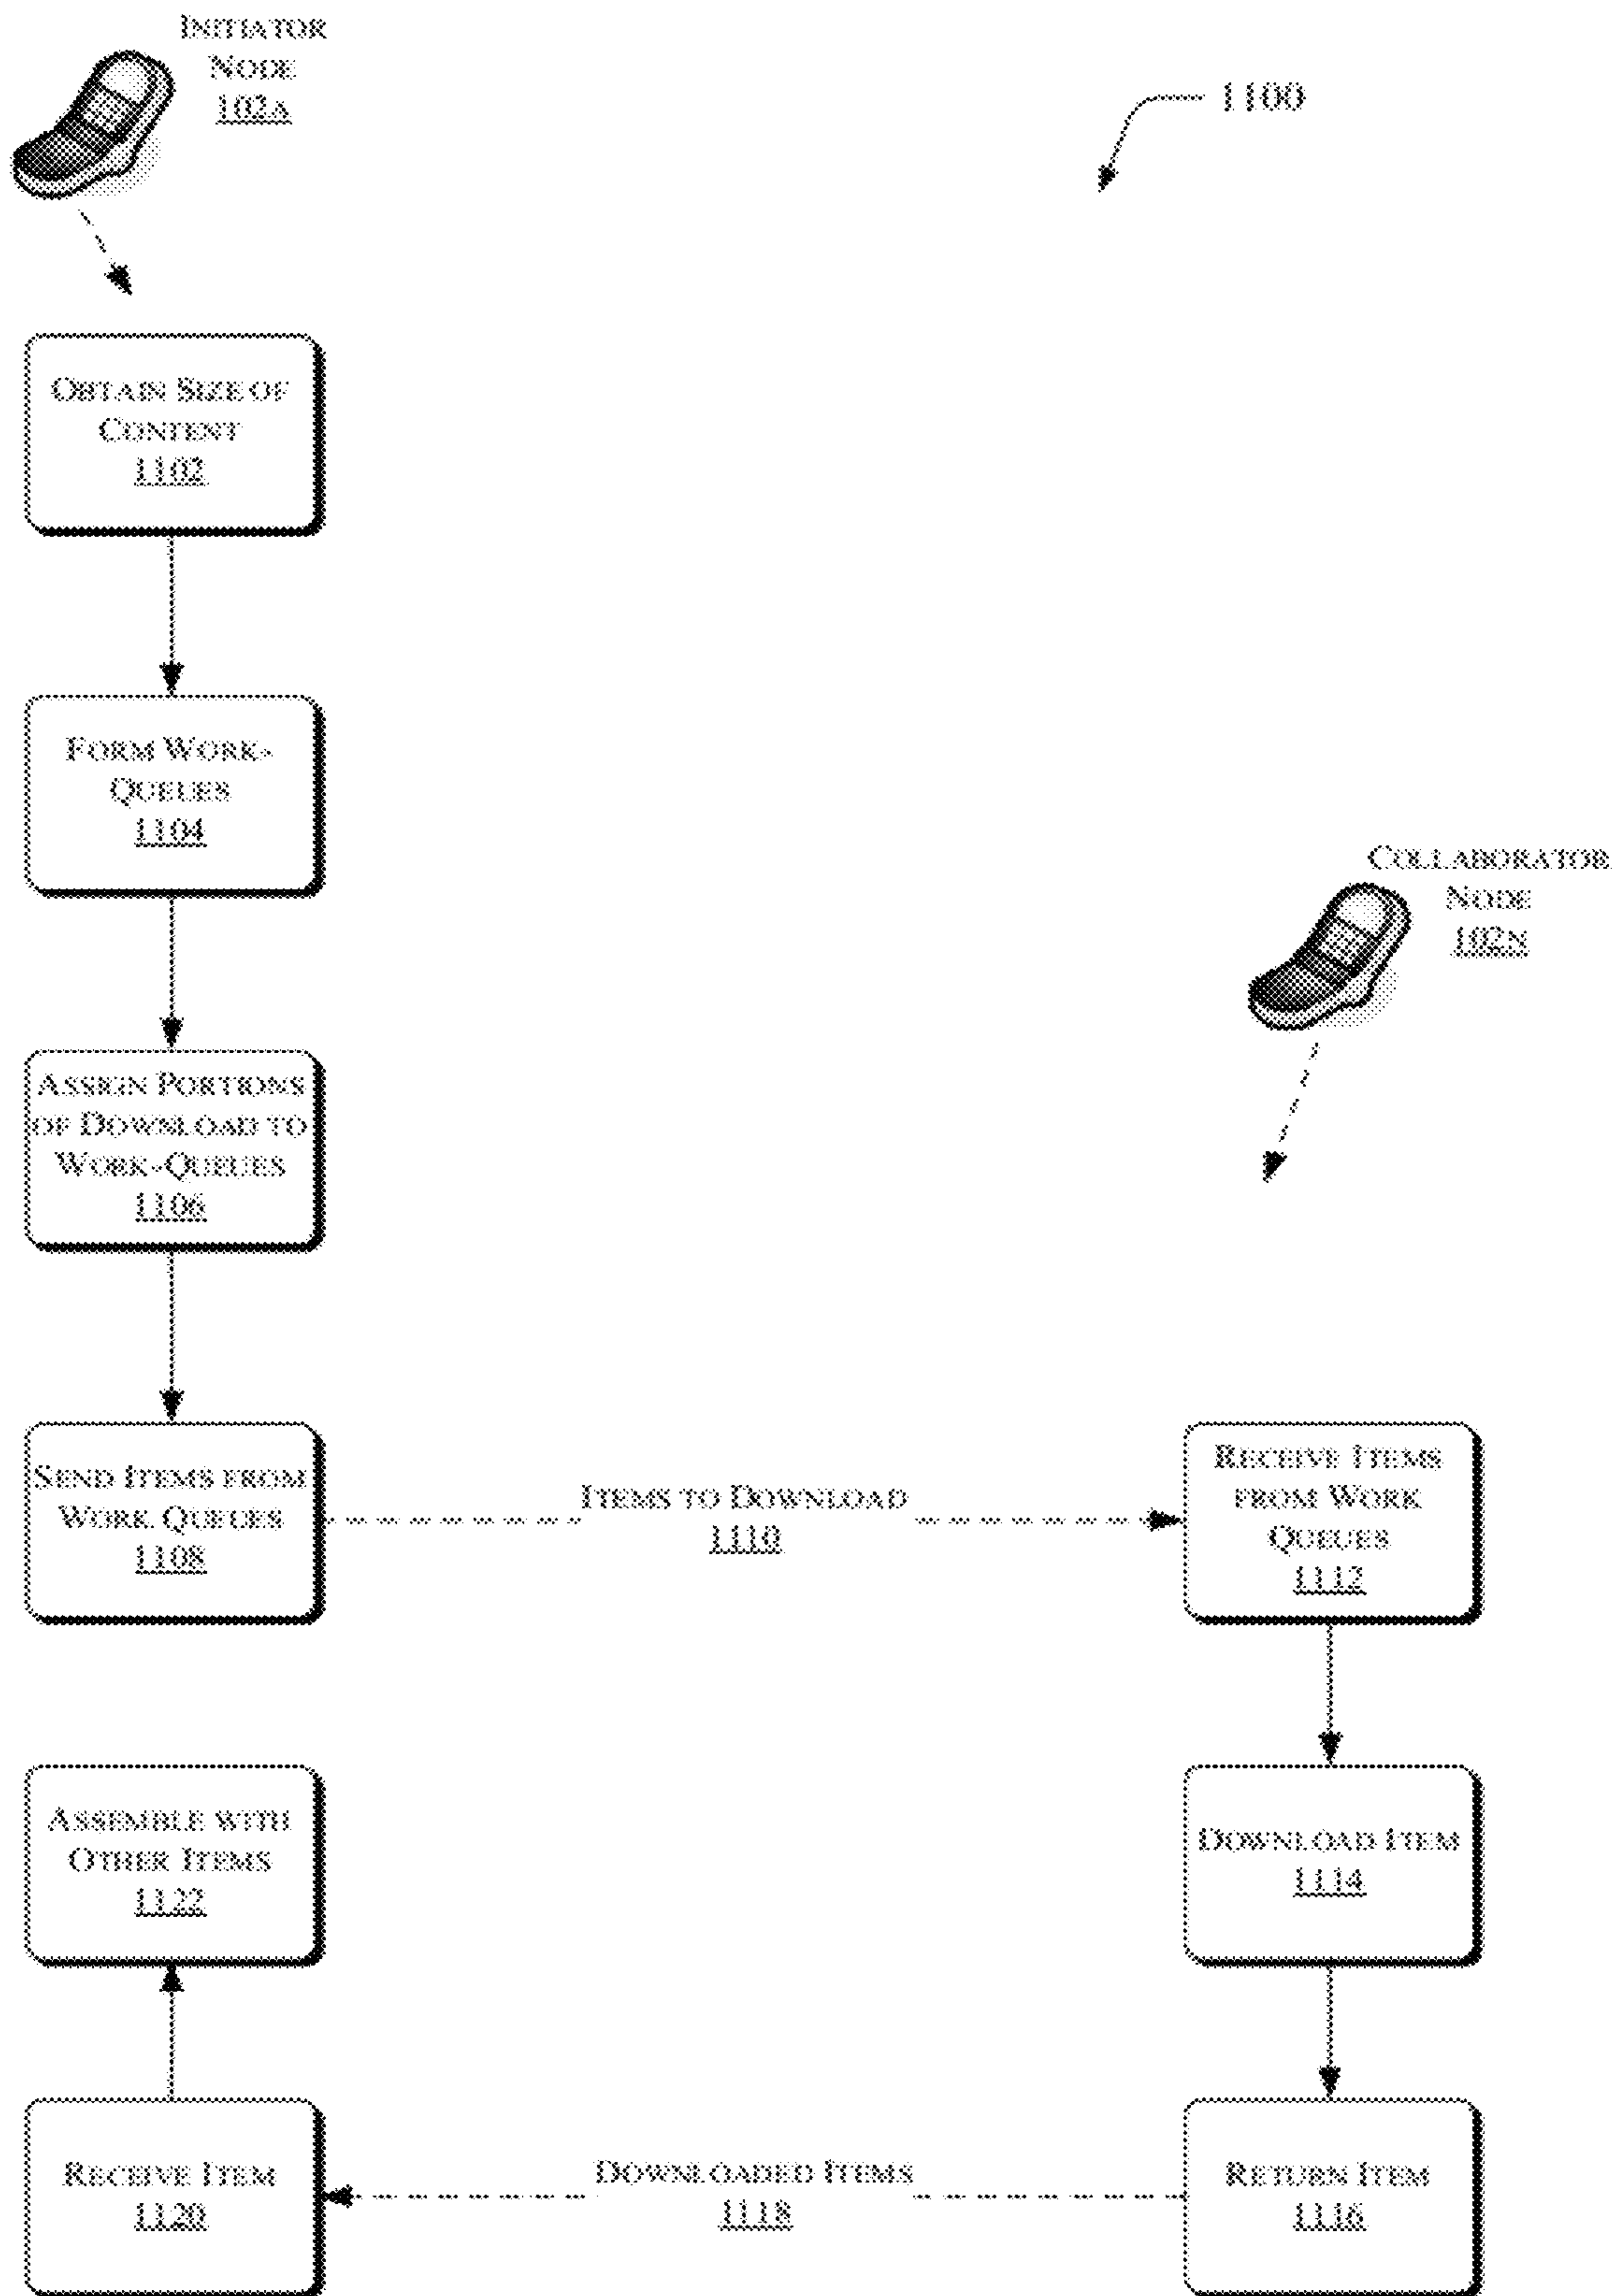 INITIATOR
NODE
102A
1100
OBTAIN SIZE OF
CONTENT
1102
FORM WORK-
QUEUES
1104
COLLABORATOR
NODE
102N
ASSIGN PORTIONS
OF DOWNLOAD TO
WORK-QUEUES
1106
SEND ITEMS FROM
WORK QUEUES
1108
ITEMS TO DOWNLOAD
1110
RECEIVE ITEMS
FROM WORK
QUEUES
1112
ASSEMBLE WITH
OTHER ITEMS
1122
DOWNLOAD ITEM
1114
RECEIVE ITEM
1120
DOWNLOADED ITEMS
1118
RETURN ITEM
1116